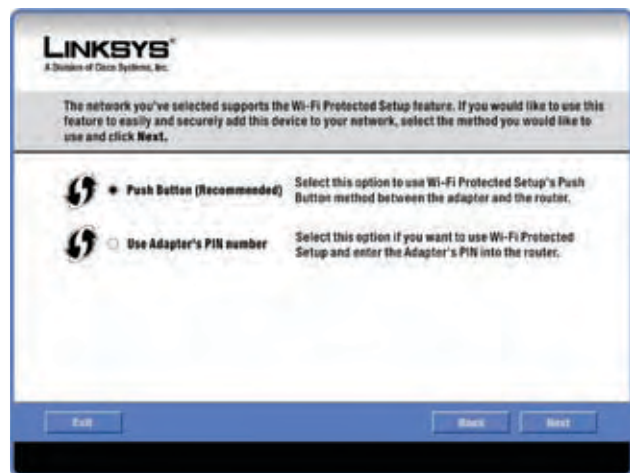 LINKSYS®
A Division of Cisco Systems, Inc.
The network you've selected supports the Wi-Fi Protected Setup feature. If you would like to use this
feature to easily and securely add this device to your network, select the method you would like to
use and click Next.
Push Button (Recommended)
Select this option to use Wi-Fi Protected Setup's Push
Button method between the adapter and the router.
Use Adapter's PIN number
Select this option if you want to use Wi-Fi Protected
Setup and enter the Adapter's PIN into the router.
Exit
Back
Next